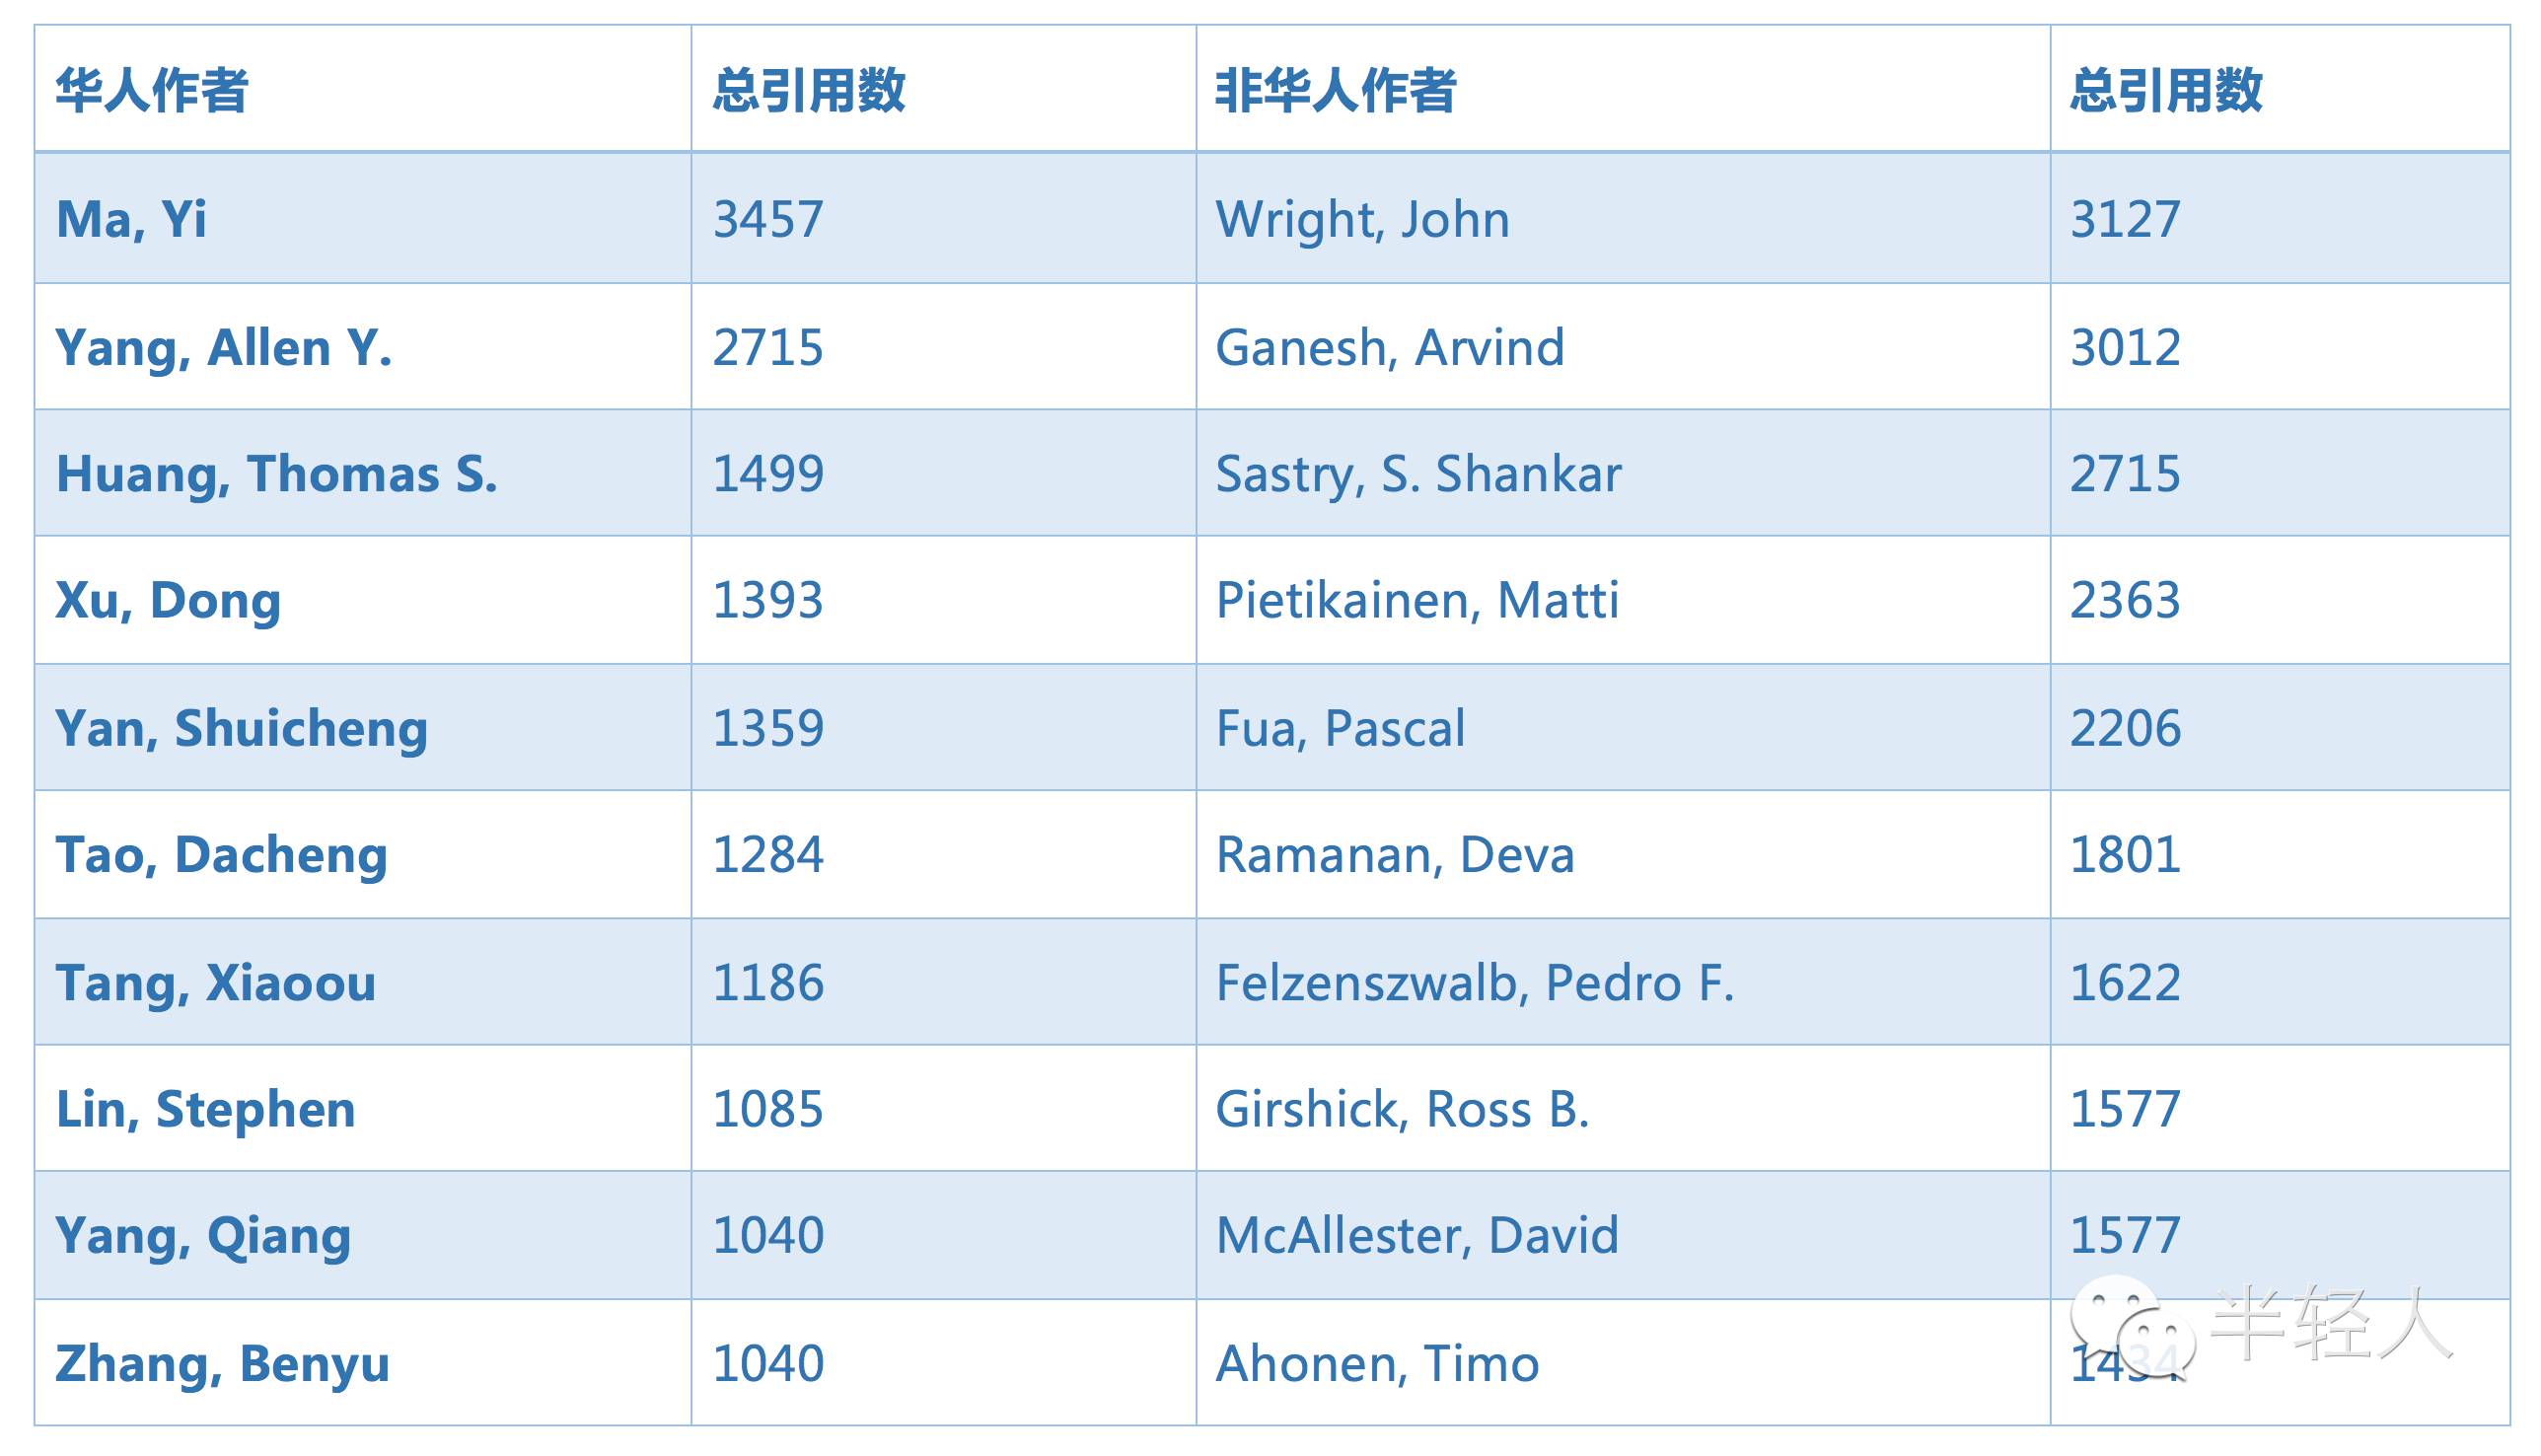 华人作者 总引用数 非华人作者 总引用数
Ma, Yi 3457 Wright, John 3127
Yang, Allen Y. 2715 Ganesh, Arvind 3012
Huang, Thomas S. 1499 Sastry, S. Shankar 2715
Xu, Dong 1393 Pietikainen, Matti 2363
Yan, Shuicheng 1359 Fua, Pascal 2206
Tao, Dacheng 1284 Ramanan, Deva 1801
Tang, Xiaoou 1186 Felzenszwalb, Pedro F. 1622
Lin, Stephen 1085 Girshick, Ross B. 1577
Yang, Qiang 1040 McAllester, David 1577
半轻人
Zhang, Benyu 1040 Ahonen, Timo 1434